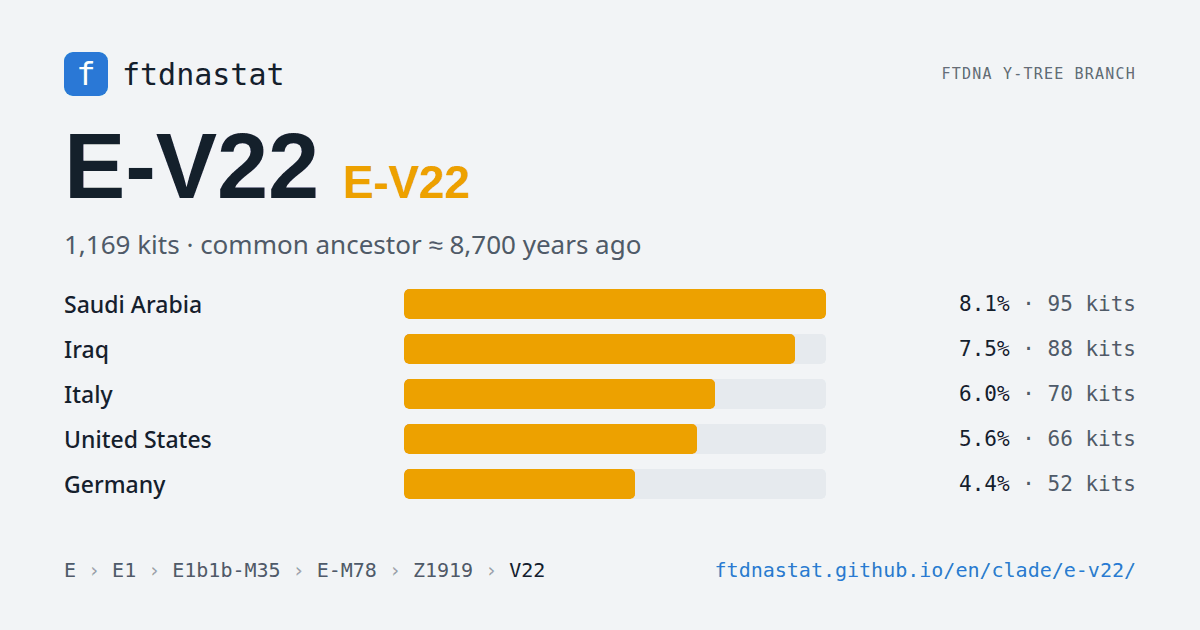 f ftdnastat
FTDNA Y-TREE BRANCH
E-V22 E-V22
1,169 kits · common ancestor ≈ 8,700 years ago
Saudi Arabia 8.1% · 95 kits
Iraq 7.5% · 88 kits
Italy 6.0% · 70 kits
United States 5.6% · 66 kits
Germany 4.4% · 52 kits
E › E1 › E1b1b-M35 › E-M78 › Z1919 › V22
ftdnastat.github.io/en/clade/e-v22/